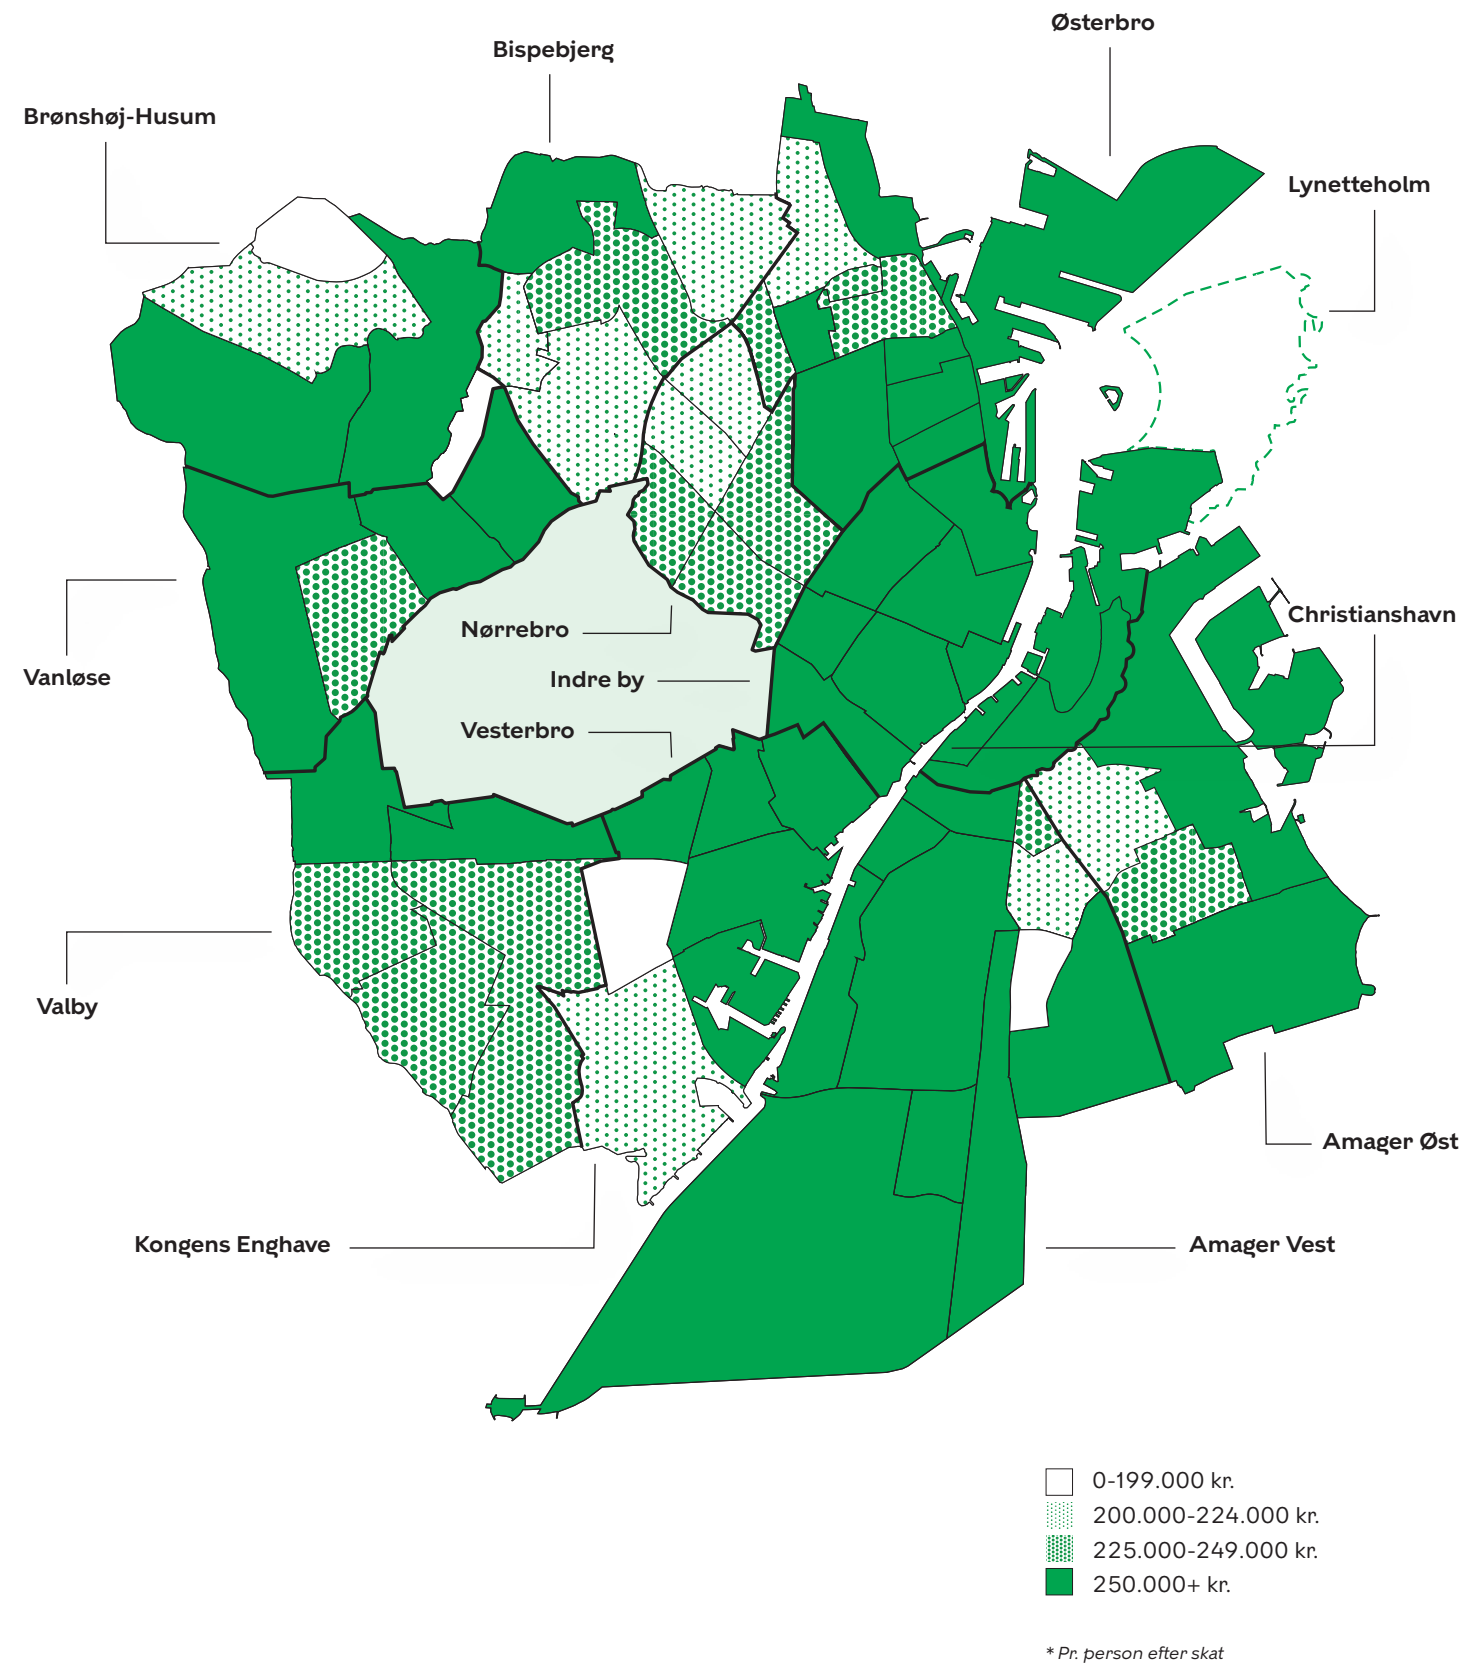 Østerbro
Bispebjerg
Brønshøj-Husum
Lynetteholm
Christianshavn
Nørrebro
Vanløse
Indre by
Vesterbro
Valby
Amager Øst
Kongens Enghave
Amager Vest
0-199.000 kr.
200.000-224.000 kr.
225.000-249.000 kr.
250.000+ kr.
* Pr. person efter skat